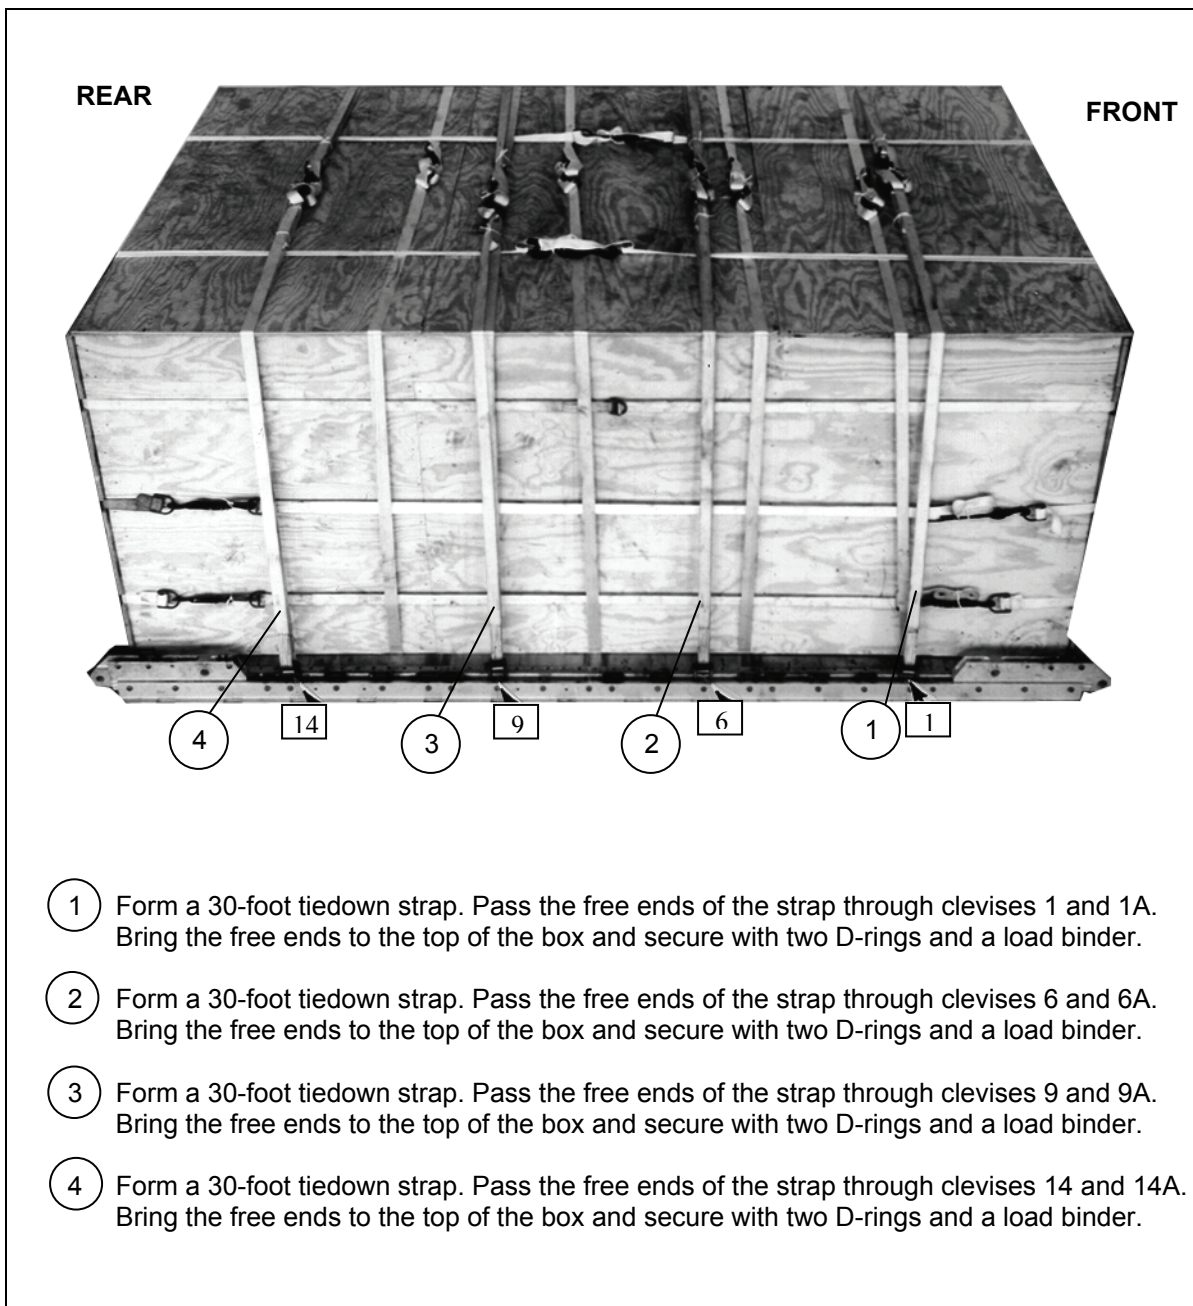 REAR
FRONT
4
14
3
9
2
6
1
1
1 Form a 30-foot tiedown strap. Pass the free ends of the strap through clevises 1 and 1A.
Bring the free ends to the top of the box and secure with two D-rings and a load binder.
2 Form a 30-foot tiedown strap. Pass the free ends of the strap through clevises 6 and 6A.
Bring the free ends to the top of the box and secure with two D-rings and a load binder.
3 Form a 30-foot tiedown strap. Pass the free ends of the strap through clevises 9 and 9A.
Bring the free ends to the top of the box and secure with two D-rings and a load binder.
4 Form a 30-foot tiedown strap. Pass the free ends of the strap through clevises 14 and 14A.
Bring the free ends to the top of the box and secure with two D-rings and a load binder.